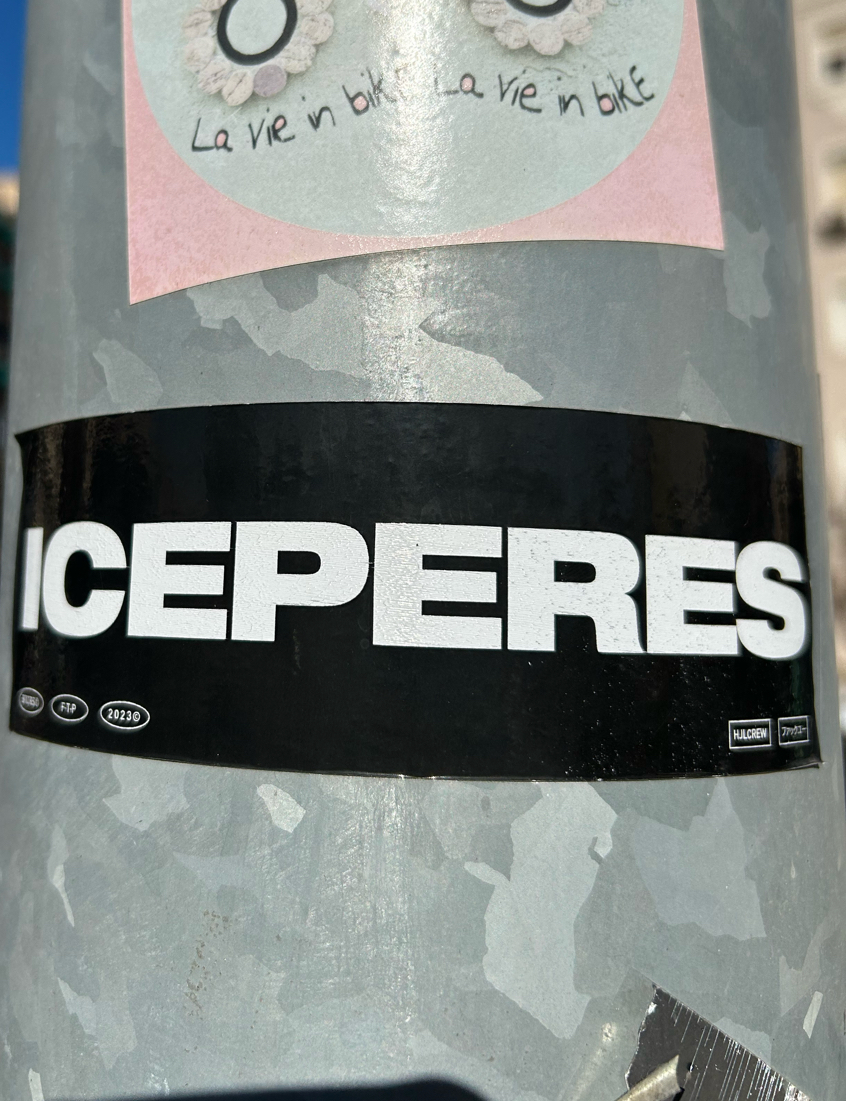 La vie in bike La vie in bikE
ICEPERES
F·T·P 2023© HJLCREW ファックユー